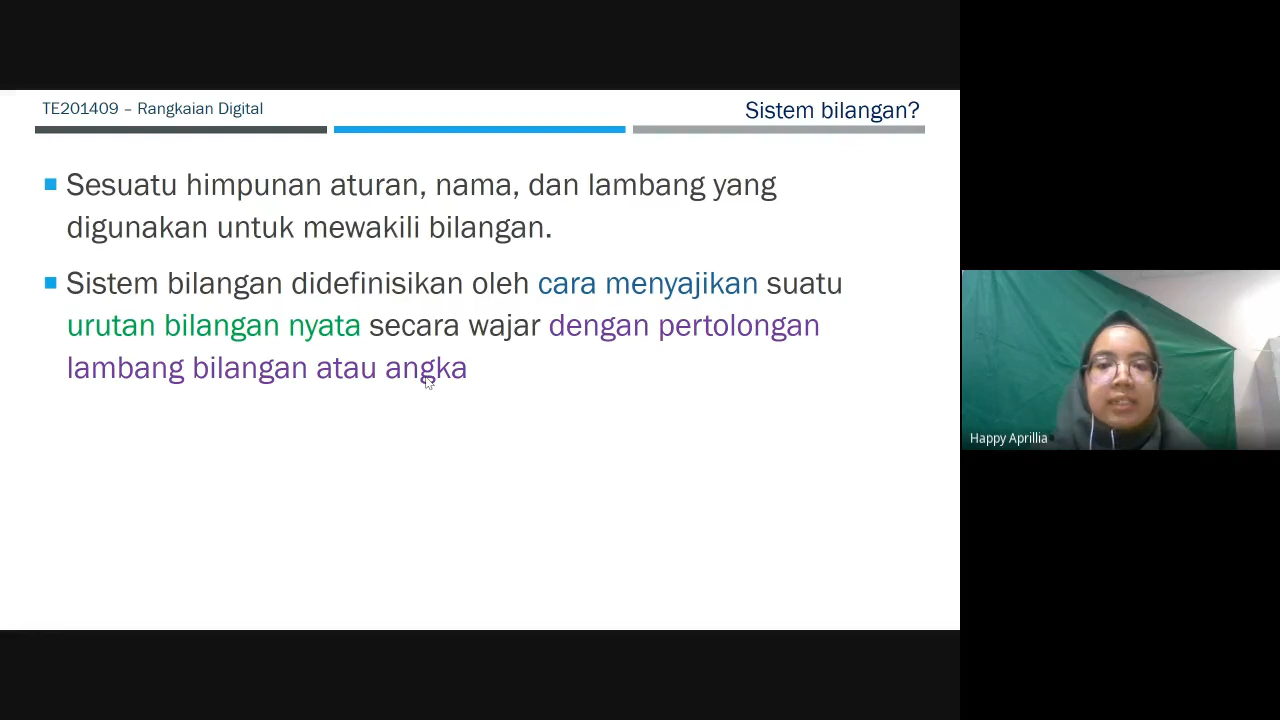 TE201409 – Rangkaian Digital
Sistem bilangan?
Sesuatu himpunan aturan, nama, dan lambang yang
digunakan untuk mewakili bilangan.
Sistem bilangan didefinisikan oleh cara menyajikan suatu
urutan bilangan nyata secara wajar dengan pertolongan
lambang bilangan atau angka
Happy Aprillia